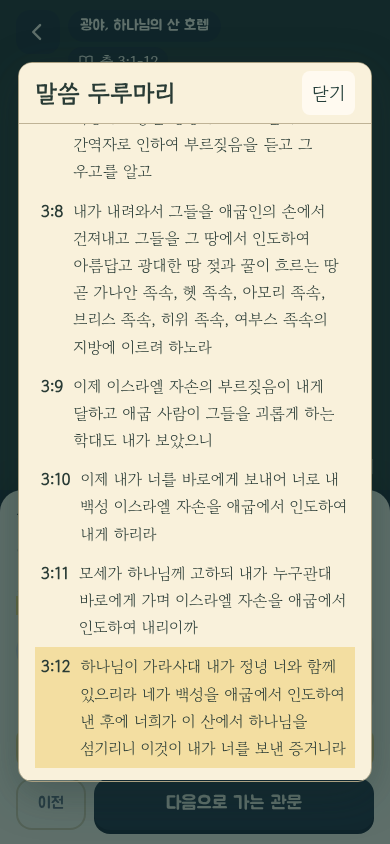 광야, 하나님의 산 호렙
출 3:1-12
말씀 두루마리
닫기
간역자로 인하여 부르짖음을 듣고 그
우고를 알고
3:8 내가 내려와서 그들을 애굽인의 손에서
건져내고 그들을 그 땅에서 인도하여
아름답고 광대한 땅 젖과 꿀이 흐르는 땅
곧 가나안 족속, 헷 족속, 아모리 족속,
브리스 족속, 히위 족속, 여부스 족속의
지방에 이르려 하노라
3:9 이제 이스라엘 자손의 부르짖음이 내게
달하고 애굽 사람이 그들을 괴롭게 하는
학대도 내가 보았으니
3:10 이제 내가 너를 바로에게 보내어 너로 내
백성 이스라엘 자손을 애굽에서 인도하여
내게 하리라
3:11 모세가 하나님께 고하되 내가 누구관대
바로에게 가며 이스라엘 자손을 애굽에서
인도하여 내리이까
3:12 하나님이 가라사대 내가 정녕 너와 함께
있으리라 네가 백성을 애굽에서 인도하여
낸 후에 너희가 이 산에서 하나님을
섬기리니 이것이 내가 너를 보낸 증거니라
이전
다음으로 가는 관문